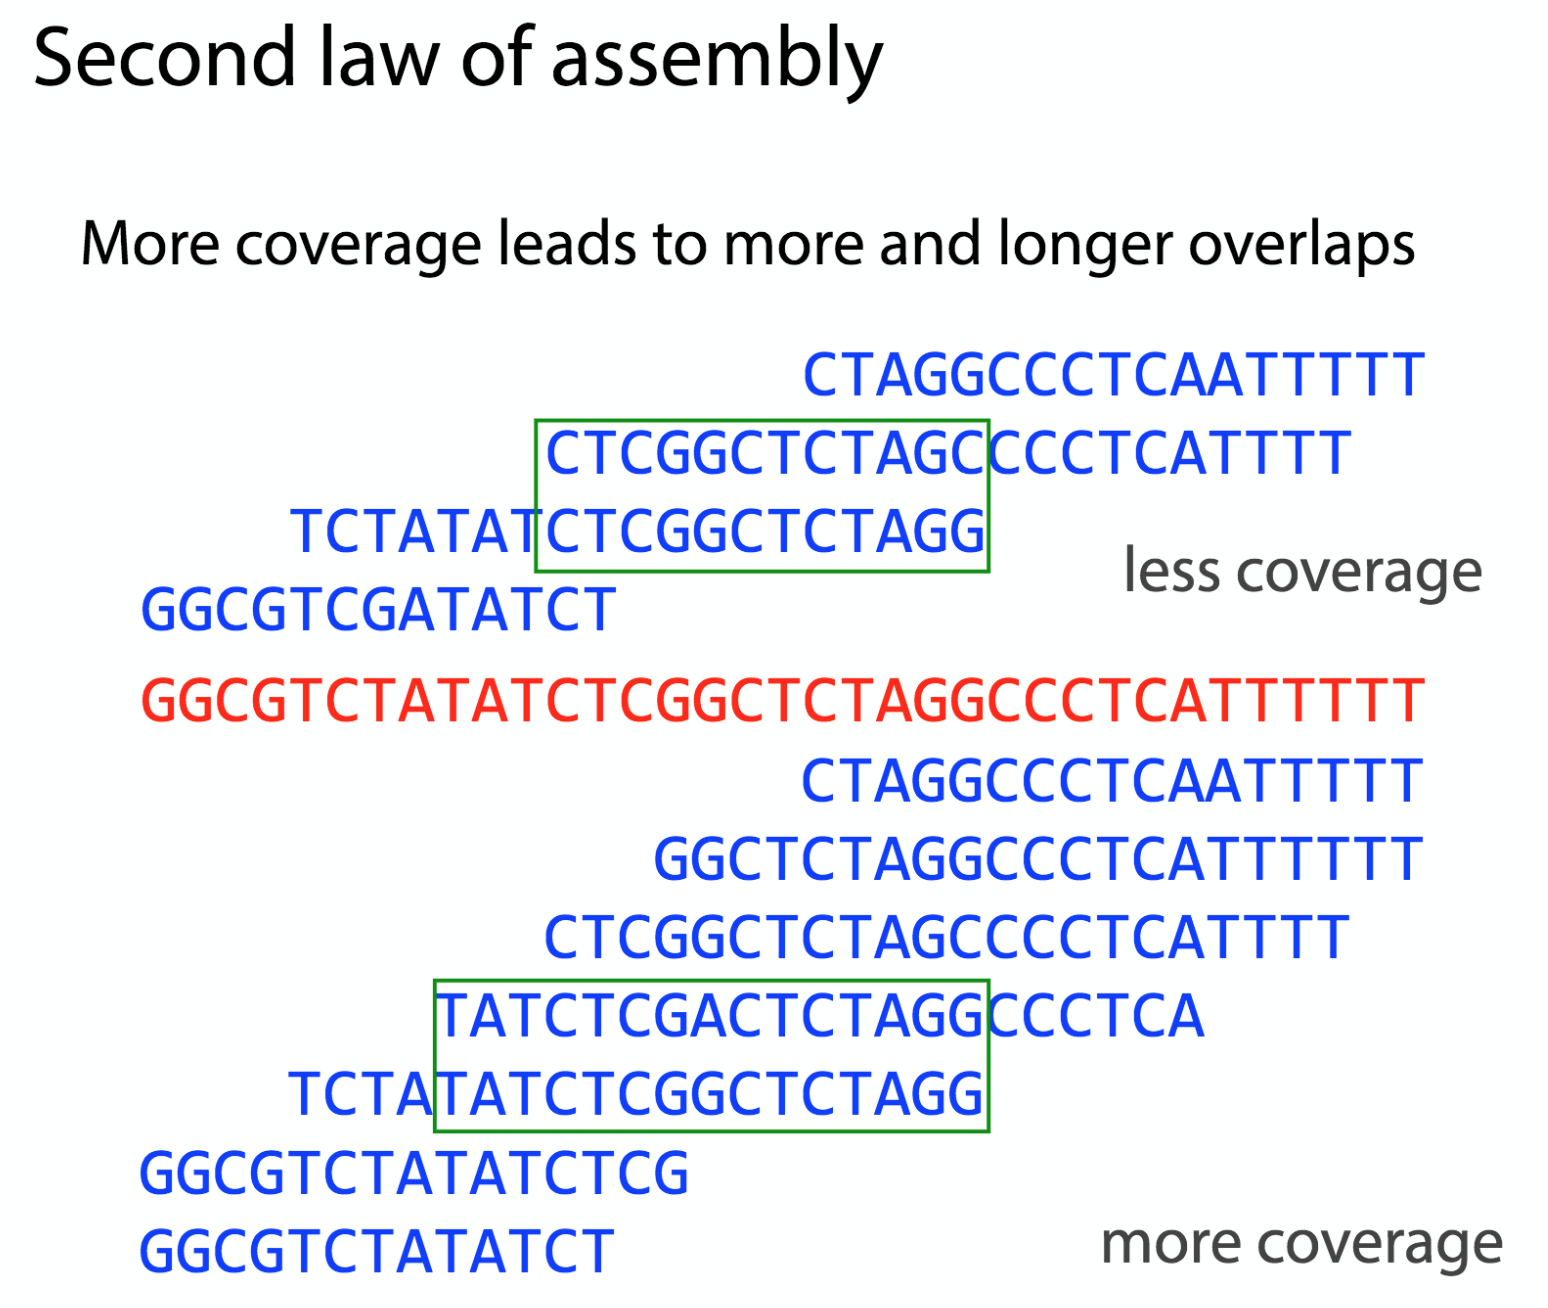 Second law of assembly
More coverage leads to more and longer overlaps
CTAGGCCCTCAATTTTT
CTCGGCTCTAGCCCCTCATTTT
TCTATATCTCGGCTCTAGG
less coverage
GGCGTCGATATCT
GGCGTCTATATCTCGGCTCTAGGCCCTCATTTTTT
CTAGGCCCTCAATTTTT
GGCTCTAGGCCCTCATTTTTT
CTCGGCTCTAGCCCCTCATTTT
TATCTCGACTCTAGGCCCTCA
TCTATATCTCGGCTCTAGG
GGCGTCTATATCTCG
GGCGTCTATATCT
more coverage